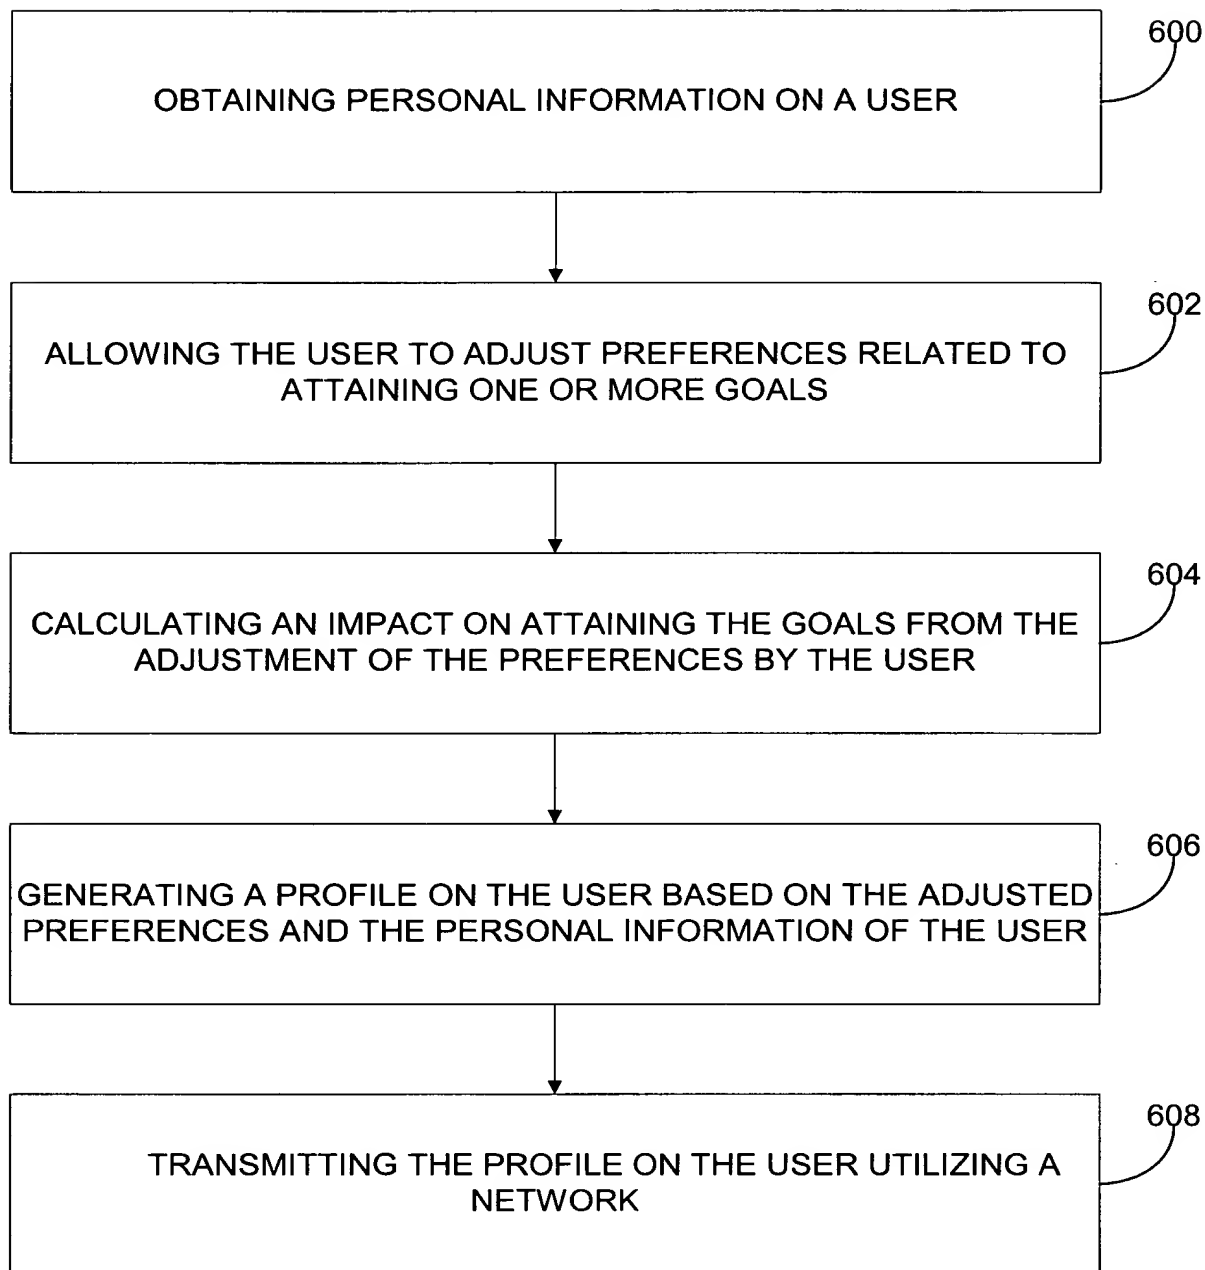 600
OBTAINING PERSONAL INFORMATION ON A USER
602
ALLOWING THE USER TO ADJUST PREFERENCES RELATED TO
ATTAINING ONE OR MORE GOALS
604
CALCULATING AN IMPACT ON ATTAINING THE GOALS FROM THE
ADJUSTMENT OF THE PREFERENCES BY THE USER
606
GENERATING A PROFILE ON THE USER BASED ON THE ADJUSTED
PREFERENCES AND THE PERSONAL INFORMATION OF THE USER
608
TRANSMITTING THE PROFILE ON THE USER UTILIZING A
NETWORK